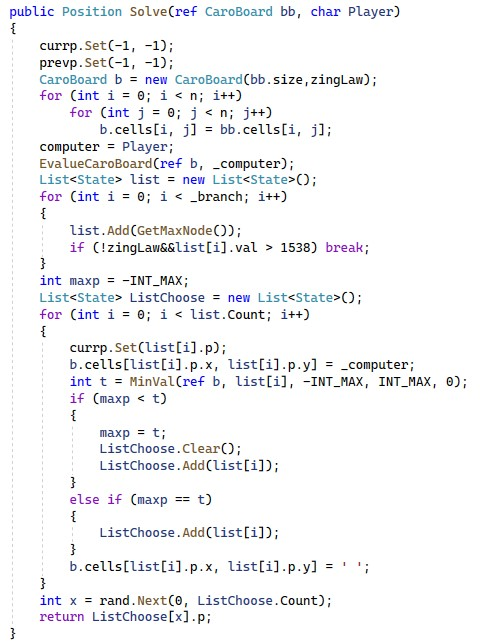 public Position Solve(ref CaroBoard bb, char Player)
{
    currp.Set(-1, -1);
    prevp.Set(-1, -1);
    CaroBoard b = new CaroBoard(bb.size,zingLaw);
    for (int i = 0; i < n; i++)
        for (int j = 0; j < n; j++)
            b.cells[i, j] = bb.cells[i, j];
    computer = Player;
    EvalueCaroBoard(ref b, _computer);
    List<State> list = new List<State>();
    for (int i = 0; i < _branch; i++)
    {
        list.Add(GetMaxNode());
        if (!zingLaw&&list[i].val > 1538) break;
    }
    int maxp = -INT_MAX;
    List<State> ListChoose = new List<State>();
    for (int i = 0; i < list.Count; i++)
    {
        currp.Set(list[i].p);
        b.cells[list[i].p.x, list[i].p.y] = _computer;
        int t = MinVal(ref b, list[i], -INT_MAX, INT_MAX, 0);
        if (maxp < t)
        {
            maxp = t;
            ListChoose.Clear();
            ListChoose.Add(list[i]);
        }
        else if (maxp == t)
        {
            ListChoose.Add(list[i]);
        }
        b.cells[list[i].p.x, list[i].p.y] = ' ';
    }
    int x = rand.Next(0, ListChoose.Count);
    return ListChoose[x].p;
}